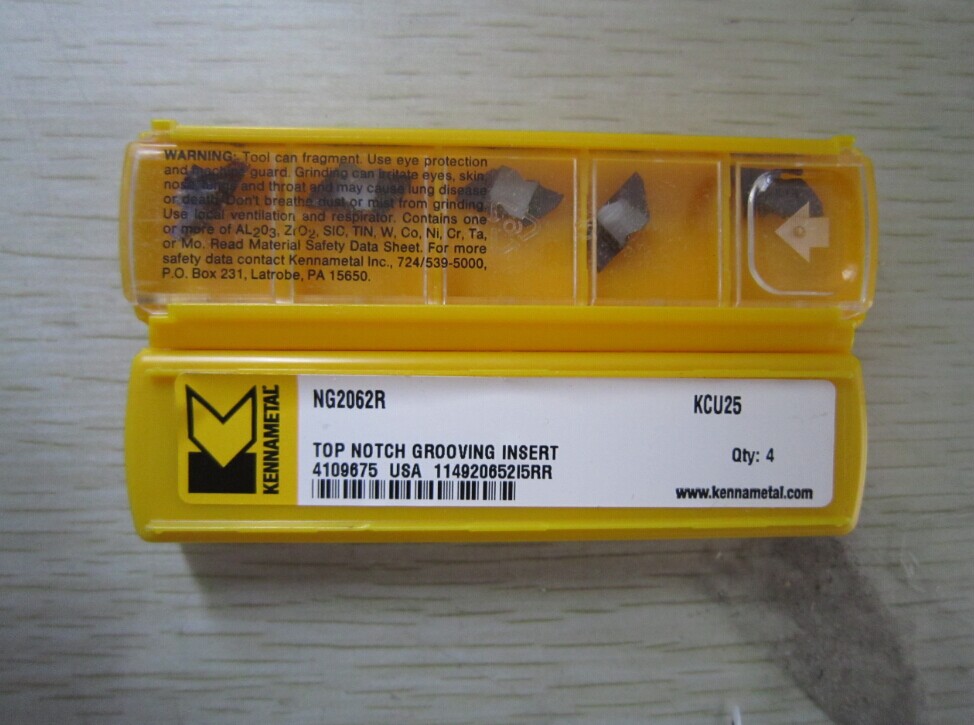 WARNING: Tool can fragment. Use eye protection
and machine guard. Grinding can irritate eyes, skin,
nose, lungs and throat and may cause lung disease
or death. Don't breathe dust or mist from grinding.
Use local ventilation and respirator. Contains one
or more of AL2O3, ZrO2, SIC, TIN, W, Co, Ni, Cr, Ta,
or Mo. Read Material Safety Data Sheet. For more
safety data contact Kennametal Inc., 724/539-5000,
P.O. Box 231, Latrobe, PA 15650.
KENNAMETAL
NG2062R KCU25
TOP NOTCH GROOVING INSERT
Qty: 4
4109675 USA 114920652I5RR
www.kennametal.com